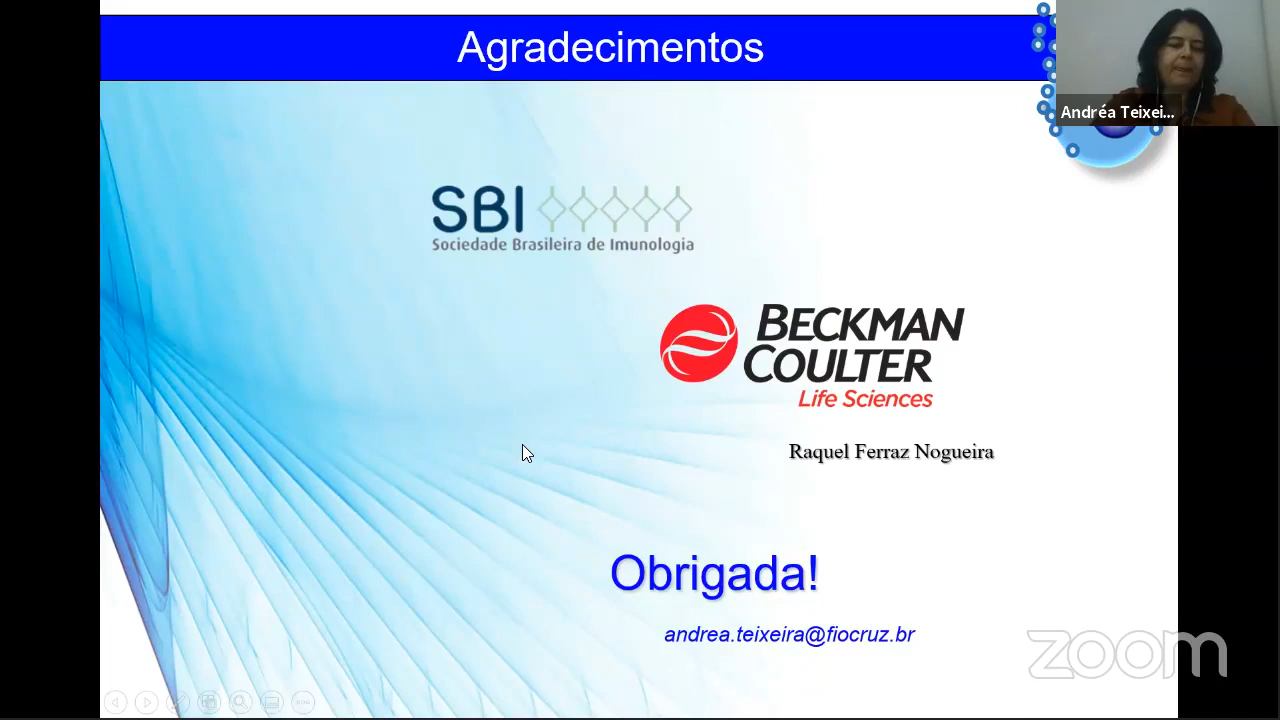 Agradecimentos
Andréa Teixei...
SBI
Sociedade Brasileira de Imunologia
BECKMAN
COULTER
Life Sciences
Raquel Ferraz Nogueira
Obrigada!
andrea.teixeira@fiocruz.br
zoom